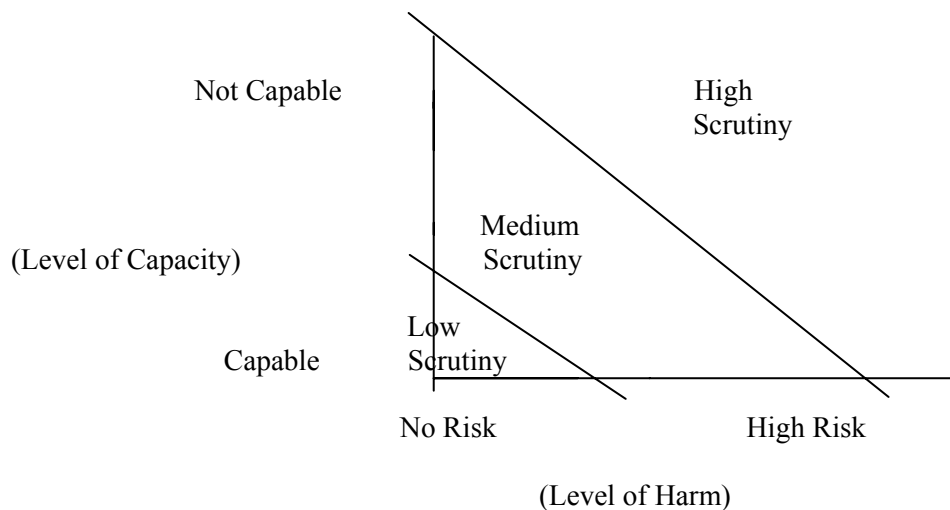 Not Capable
High
Scrutiny
Medium
Scrutiny
(Level of Capacity)
Low
Scrutiny
Capable
No Risk
High Risk
(Level of Harm)